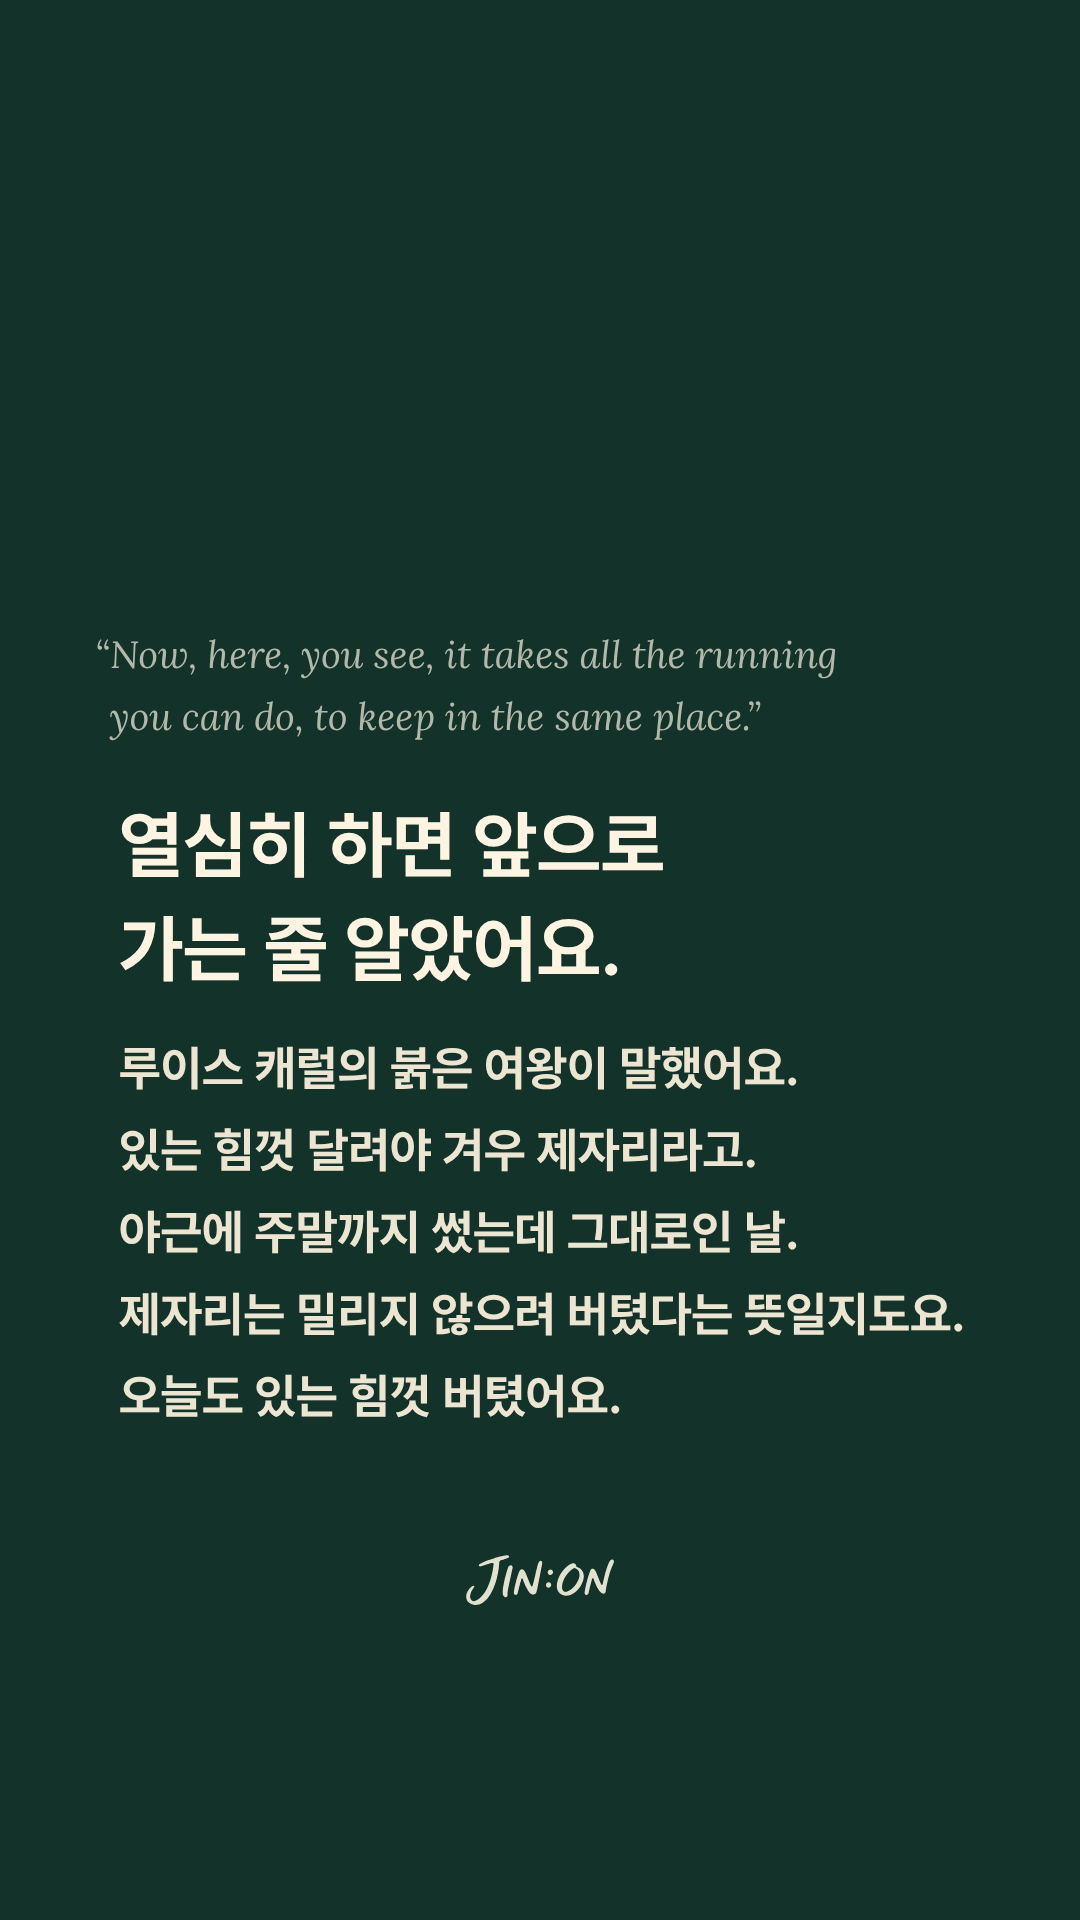 “Now, here, you see, it takes all the running
you can do, to keep in the same place.”
열심히 하면 앞으로
가는 줄 알았어요.
루이스 캐럴의 붉은 여왕이 말했어요.
있는 힘껏 달려야 겨우 제자리라고.
야근에 주말까지 썼는데 그대로인 날.
제자리는 밀리지 않으려 버텼다는 뜻일지도요.
오늘도 있는 힘껏 버텼어요.
JIN:ON